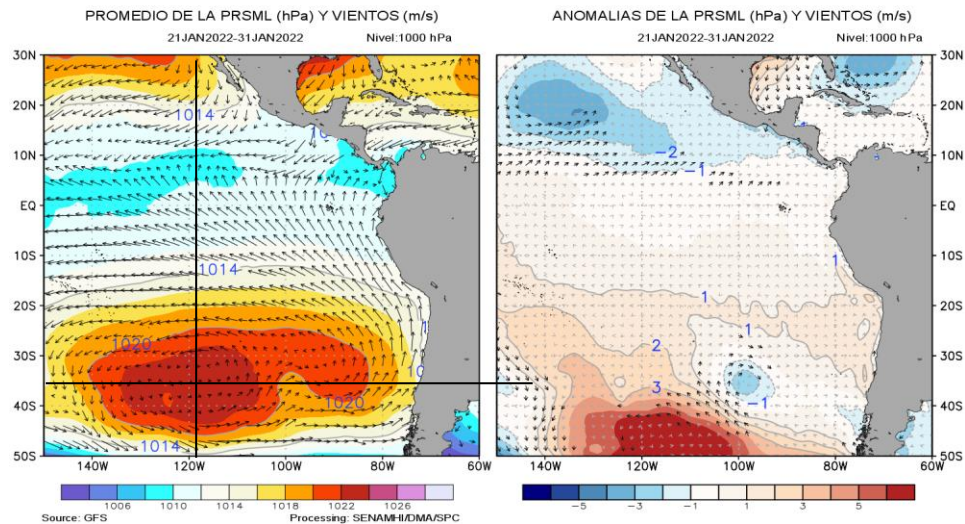 PROMEDIO DE LA PRSML (hPa) Y VIENTOS (m/s)
21JAN2022-31JAN2022 Nivel:1000 hPa
30N
20N
10N
EQ
10S
20S
30S
40S
50S
1014
10
1014
1020
1
10
1020
1014
140W 120W 100W 80W 60W
1006 1010 1014 1018 1022 1026
Source: GFS Processing: SENAMHI/DMA/SPC
ANOMALIAS DE LA PRSML (hPa) Y VIENTOS (m/s)
21JAN2022-31JAN2022 Nivel:1000 hPa
30N
20N
10N
EQ
10S
20S
30S
40S
50S
-2
-1
1
1
1
2
3
-1
140W 120W 100W 80W 60W
-5 -3 -1 1 3 5